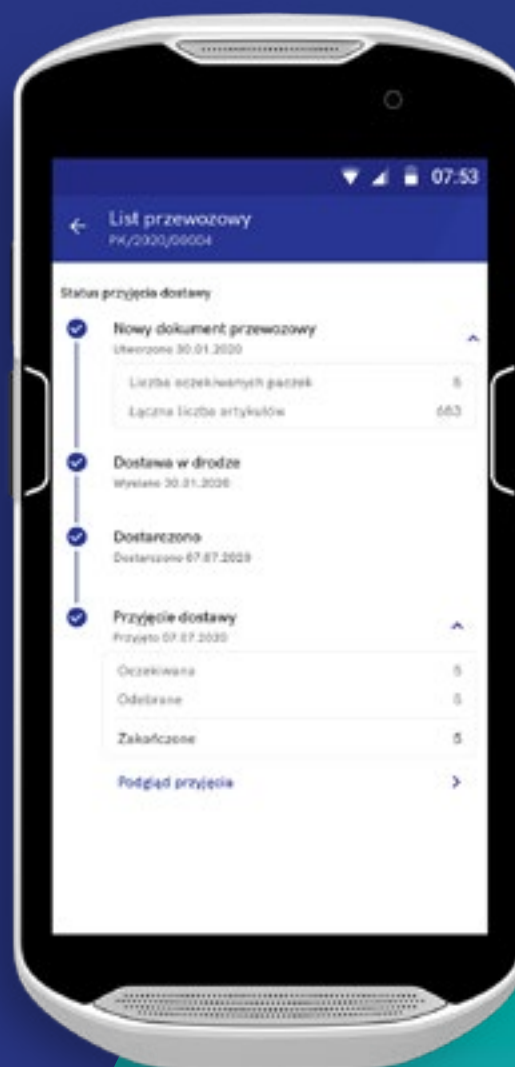 07:53
List przewozowy
PK/2020/00004
Status przyjęcia dostawy
Nowy dokument przewozowy
Utworzono 30.01.2020
Liczba oczekiwanych paczek 5
Łączna liczba artykułów 683
Dostawa w drodze
Wysłano 30.01.2020
Dostarczono
Dostarczono 07.07.2020
Przyjęcie dostawy
Przyjęto 07.07.2020
Oczekiwana 5
Odebrane 5
Zakończone 5
Podgląd przyjęcia